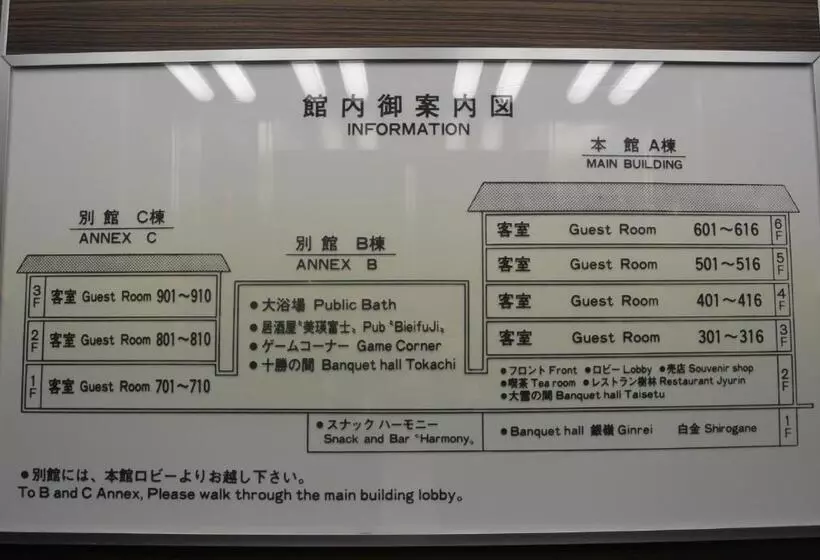 館内御案内図
INFORMATION
本館 A棟
MAIN BUILDING
別館 C棟
ANNEX C
別館 B棟
ANNEX B
客室 Guest Room 601～616 6F
客室 Guest Room 501～516 5F
客室 Guest Room 401～416 4F
客室 Guest Room 301～316 3F
●フロント Front ●ロビー Lobby ●売店 Souvenir shop
●喫茶 Tea room ●レストラン樹林 Restaurant Jyurin
●大雪の間 Banquet hall Taisetu
2F
●Banquet hall 銀嶺 Ginrei 白金 Shirogane 1F
3F 客室 Guest Room 901～910
2F 客室 Guest Room 801～810
1F 客室 Guest Room 701～710
●大浴場 Public Bath
●居酒屋〝美瑛富士〟 Pub〝BieifuJi〟
●ゲームコーナー Game Corner
●十勝の間 Banquet hall Tokachi
●スナック ハーモニー
Snack and Bar〝Harmony〟
●別館には、本館ロビーよりお越し下さい。
To B and C Annex, Please walk through the main building lobby。